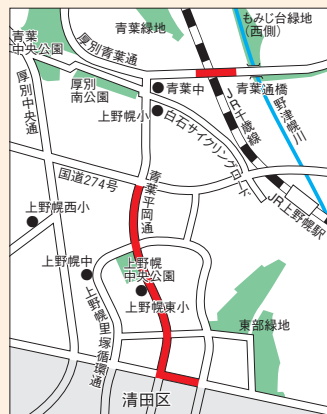 青葉緑地
もみじ台緑地
(西側)
青葉
中央公園
厚別青葉通
厚別中央通
厚別
南公園
青葉中
青葉通橋
上野幌小
白石サイクリングロード
JR千歳線
野津幌川
国道274号
青葉平岡通
JR上野幌駅
上野幌西小
上野幌中
上野幌
中央公園
上野幌東小
上野幌里塚循環通
東部緑地
清田区